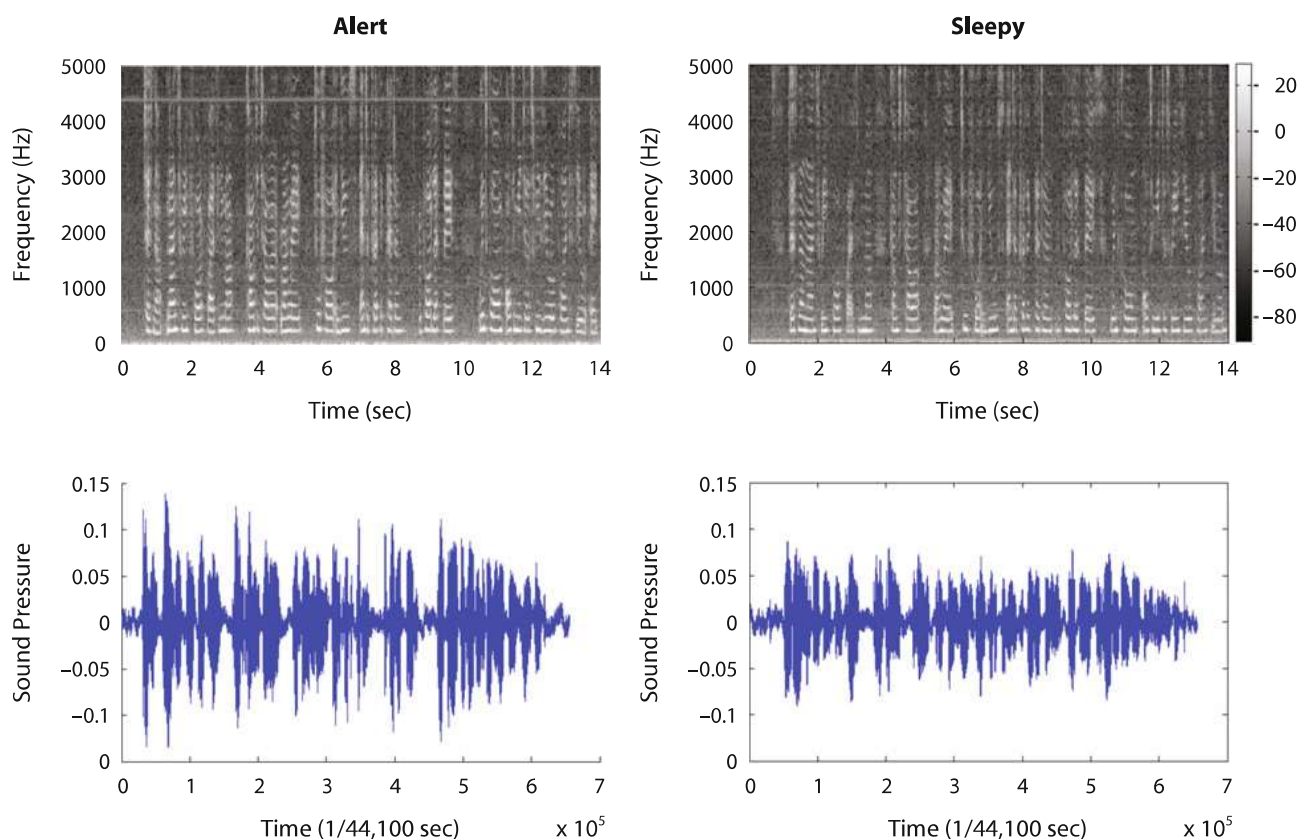 Alert
Sleepy
5000
4000
3000
2000
1000
0
Frequency (Hz)
0 2 4 6 8 10 12 14
Time (sec)
5000
4000
3000
2000
1000
0
Frequency (Hz)
0 2 4 6 8 10 12 14
Time (sec)
20
0
−20
−40
−60
−80
0.15
0.1
0.05
0
−0.05
−0.1
0
Sound Pressure
0 1 2 3 4 5 6 7
Time (1/44,100 sec) x 10⁵
0.15
0.1
0.05
0
−0.05
−0.1
0
Sound Pressure
0 1 2 3 4 5 6 7
Time (1/44,100 sec) x 10⁵